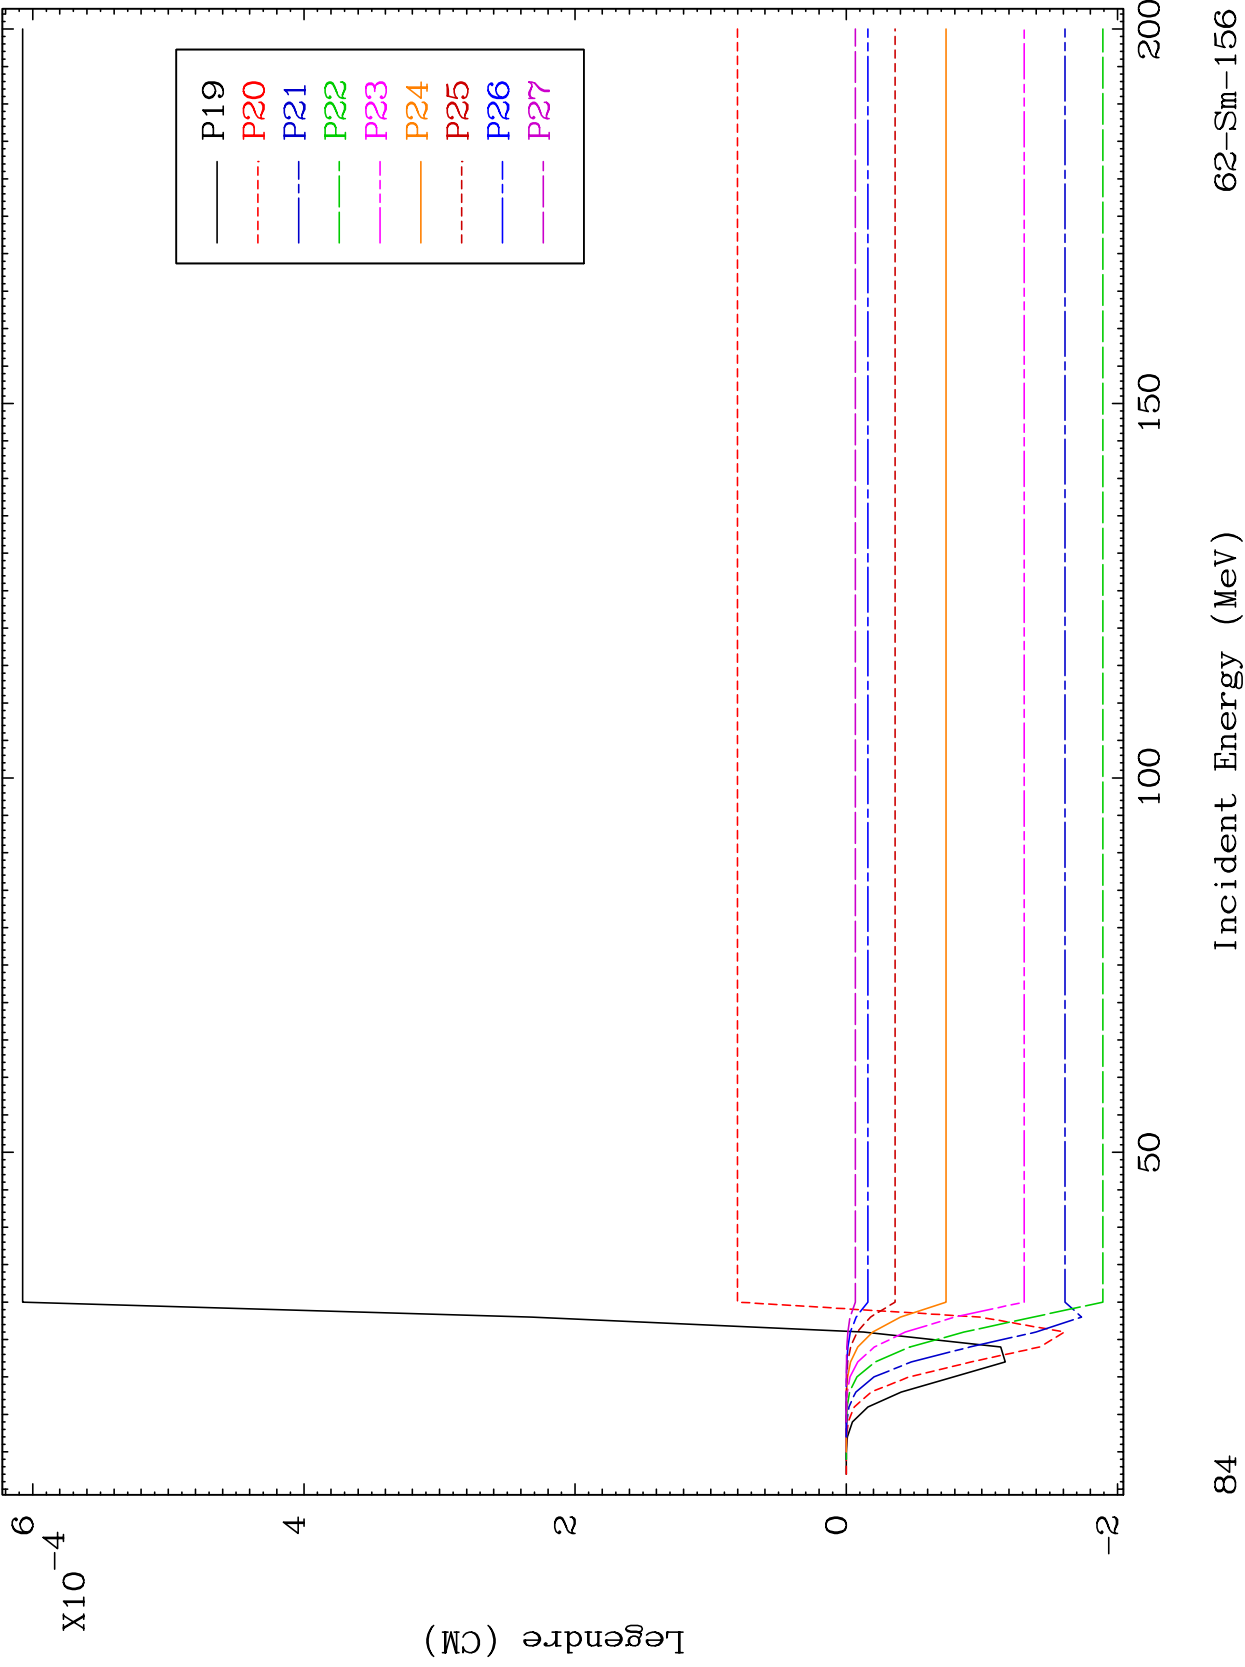 6
4
2
0
-2
X10⁻⁴
Legendre (CM)
P19
P20
P21
P22
P23
P24
P25
P26
P27
50
100
150
200
Incident Energy (MeV)
84
62-Sm-156